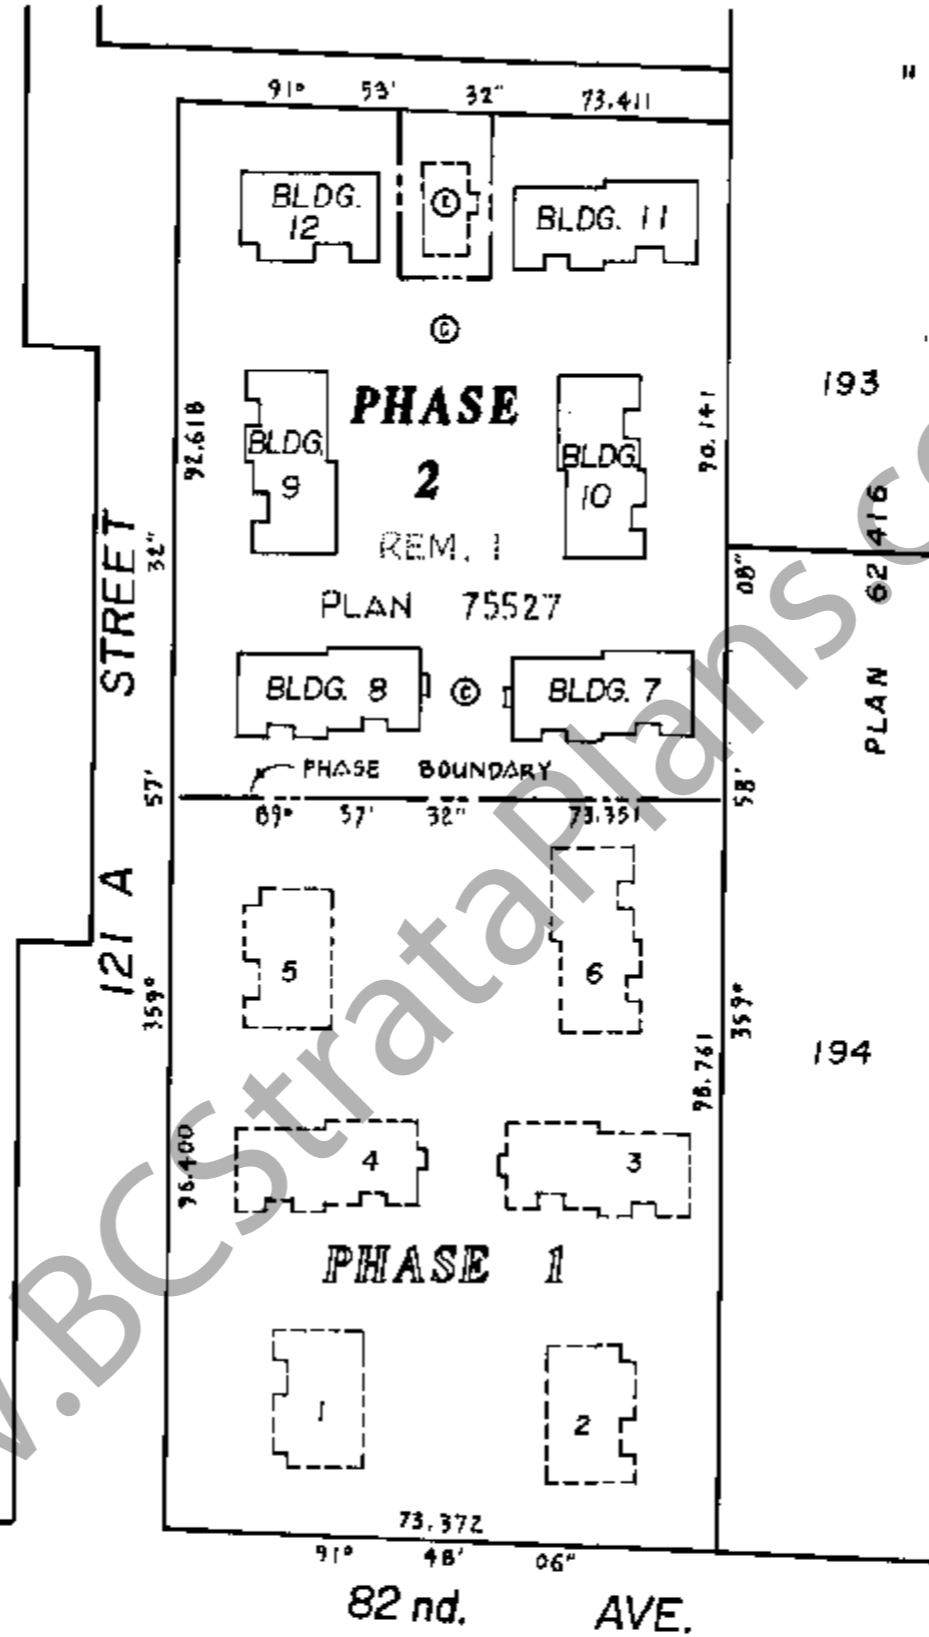 91° 53' 32" 73.411
"
BLDG. 12
C
BLDG. 11
C
92.618
PHASE 2
90.141
193
BLDG. 9
BLDG. 10
REM. 1
PLAN 75527
PLAN 62416
BLDG. 8
C
BLDG. 7
PHASE BOUNDARY
89° 57' 32" 73.351
121 A STREET
359° 57' 32"
359° 58' 08"
5
6
194
98.761
96.400
4
3
PHASE 1
1
2
73.372
91° 48' 06"
82 nd. AVE.
.BCStrataPlans.c